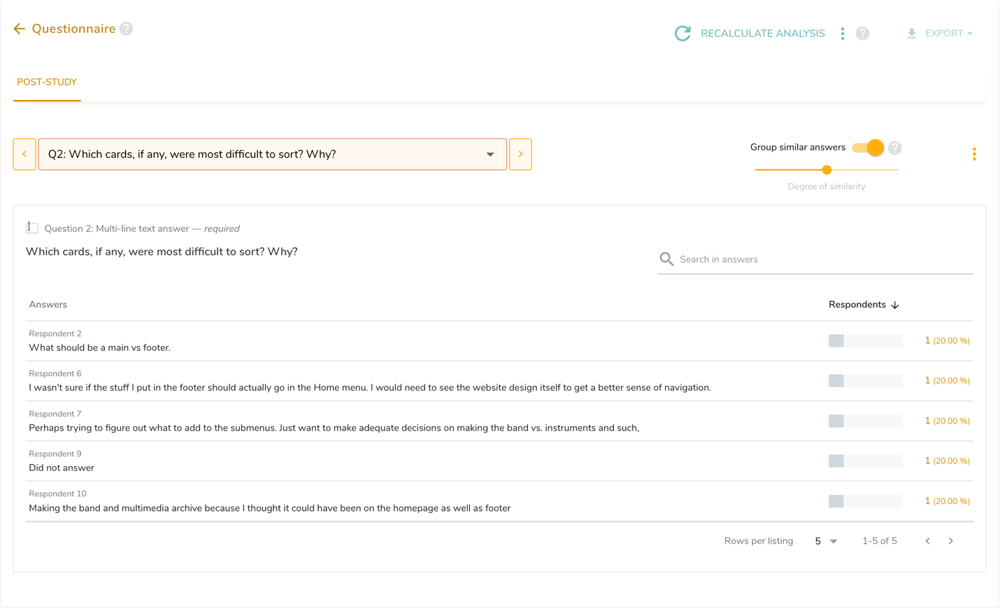 Questionnaire ?
RECALCULATE ANALYSIS ? EXPORT
POST-STUDY
Q2: Which cards, if any, were most difficult to sort? Why?
Group similar answers ?
Degree of similarity
Question 2: Multi-line text answer — required
Which cards, if any, were most difficult to sort? Why?
Search in answers
Answers Respondents
Respondent 2
What should be a main vs footer. 1 (20.00 %)
Respondent 6
I wasn't sure if the stuff I put in the footer should actually go in the Home menu. I would need to see the website design itself to get a better sense of navigation. 1 (20.00 %)
Respondent 7
Perhaps trying to figure out what to add to the submenus. Just want to make adequate decisions on making the band vs. instruments and such, 1 (20.00 %)
Respondent 9
Did not answer 1 (20.00 %)
Respondent 10
Making the band and multimedia archive because I thought it could have been on the homepage as well as footer 1 (20.00 %)
Rows per listing 5 1-5 of 5